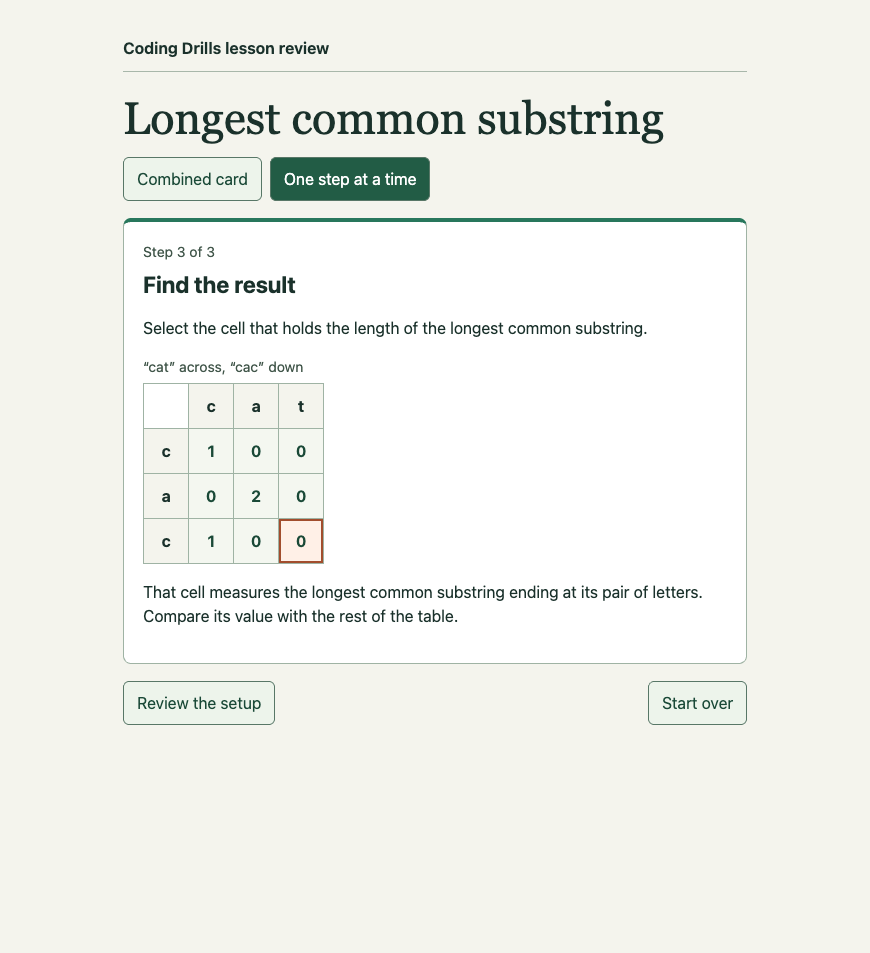 Coding Drills lesson review
Longest common substring
Combined card
One step at a time
Step 3 of 3
Find the result
Select the cell that holds the length of the longest common substring.
“cat” across, “cac” down
c a t
c 1 0 0
a 0 2 0
c 1 0 0
That cell measures the longest common substring ending at its pair of letters.
Compare its value with the rest of the table.
Review the setup
Start over